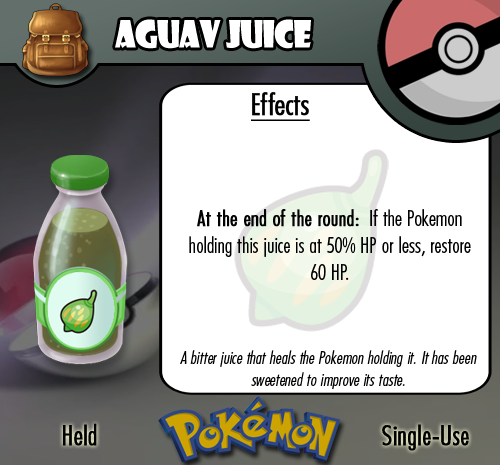 AGUAV JUICE
Effects
At the end of the round: If the Pokemon
holding this juice is at 50% HP or less, restore
60 HP.
A bitter juice that heals the Pokemon holding it. It has been
sweetened to improve its taste.
Held
POKéMON
Single-Use